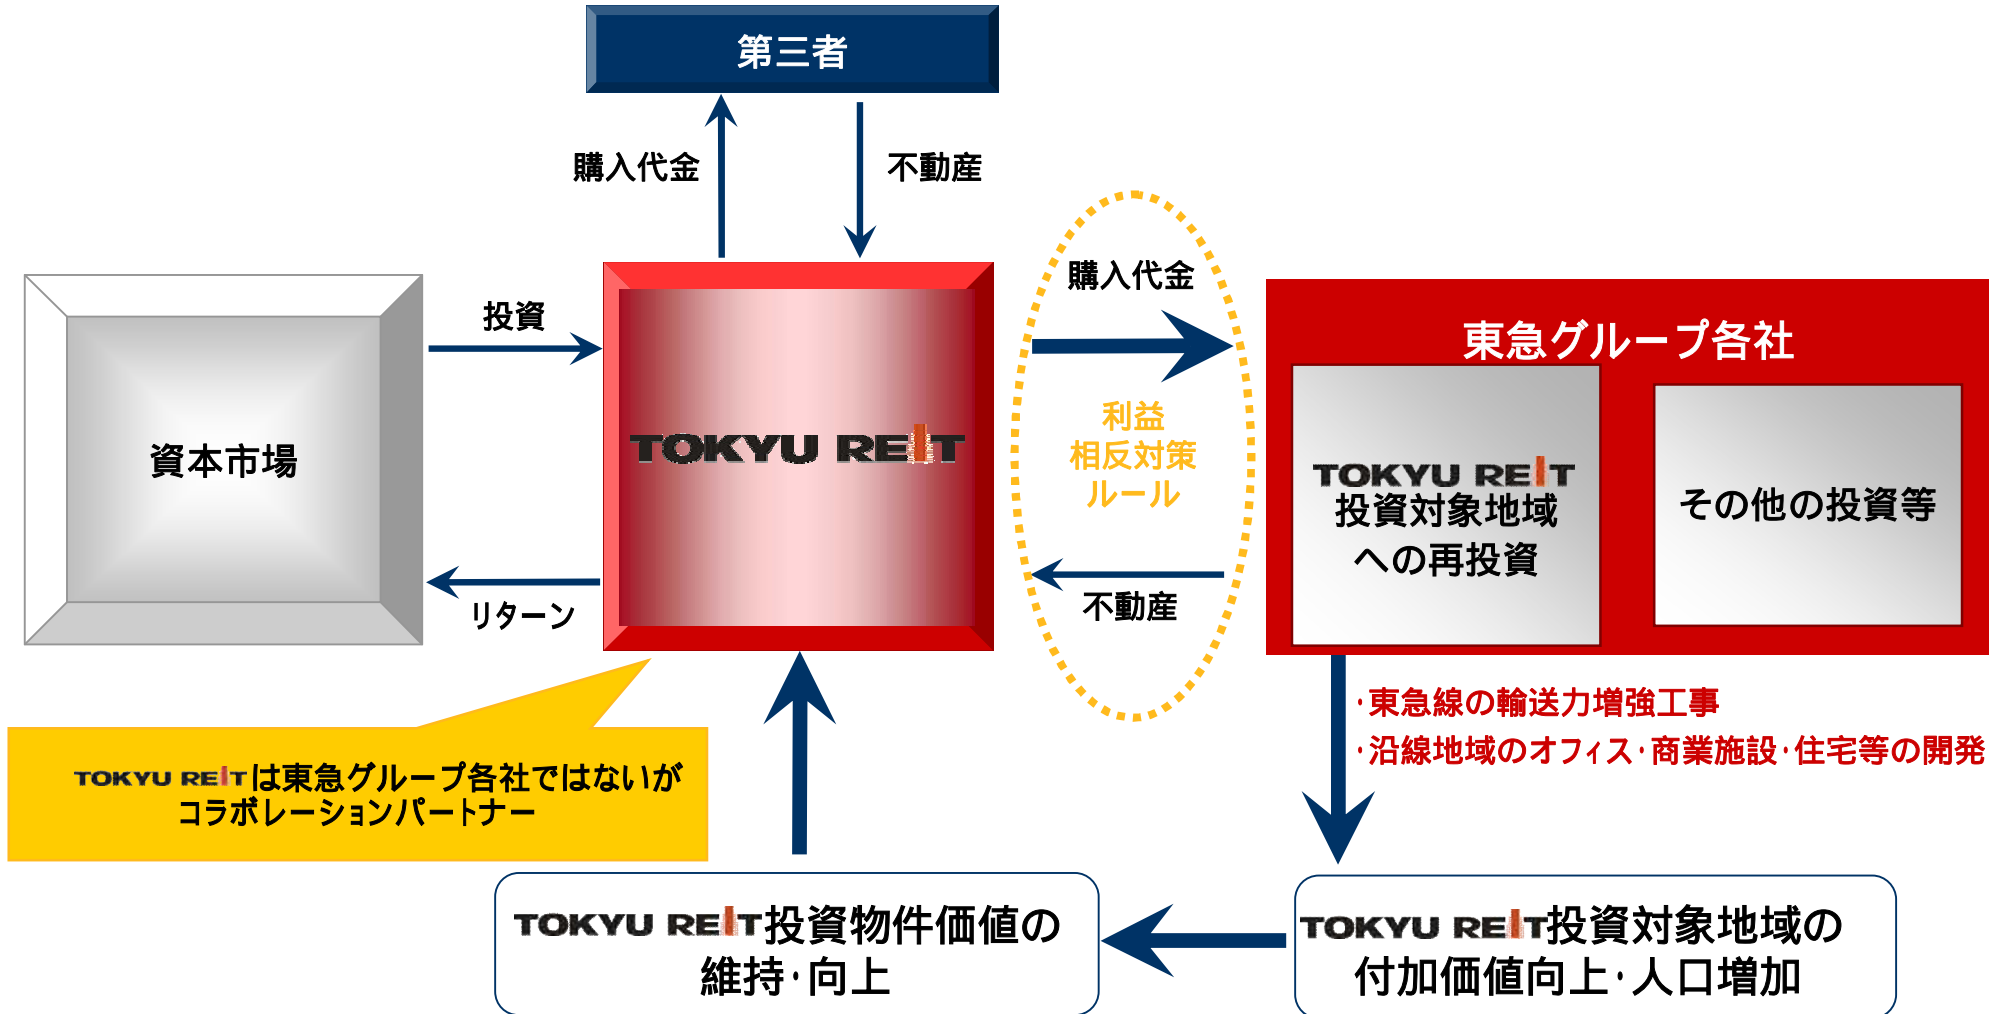 第三者
購入代金
不動産
購入代金
投資
東急グループ各社
TOKYU REIT
資本市場
利益
相反対策
ルール
TOKYU REIT
投資対象地域
への再投資
その他の投資等
リターン
不動産
・東急線の輸送力増強工事
・沿線地域のオフィス・商業施設・住宅等の開発
TOKYU REITは東急グループ各社ではないが
コラボレーションパートナー
TOKYU REIT投資物件価値の
維持・向上
TOKYU REIT投資対象地域の
付加価値向上・人口増加